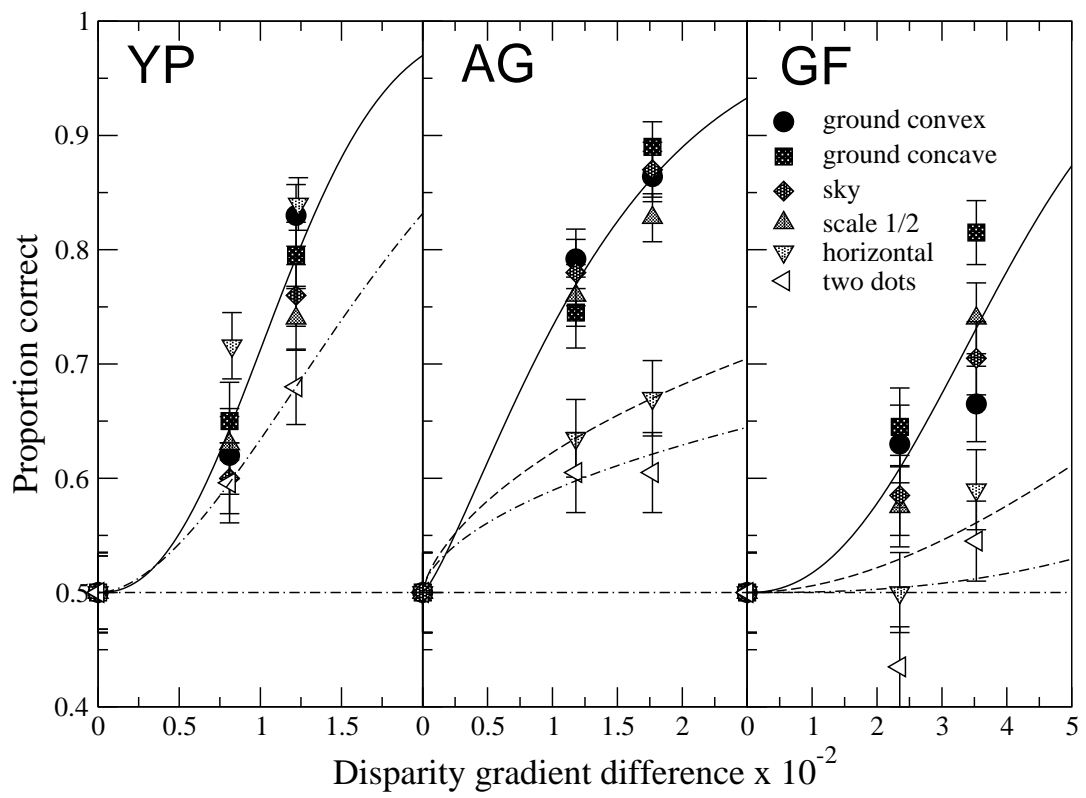 1
0.9
0.8
0.7
0.6
0.5
0.4
Proportion correct
YP
AG
GF
ground convex
ground concave
sky
scale 1/2
horizontal
two dots
0 0.5 1 1.5
0 0.5 1 1.5 2
0 1 2 3 4 5
Disparity gradient difference x 10^-2